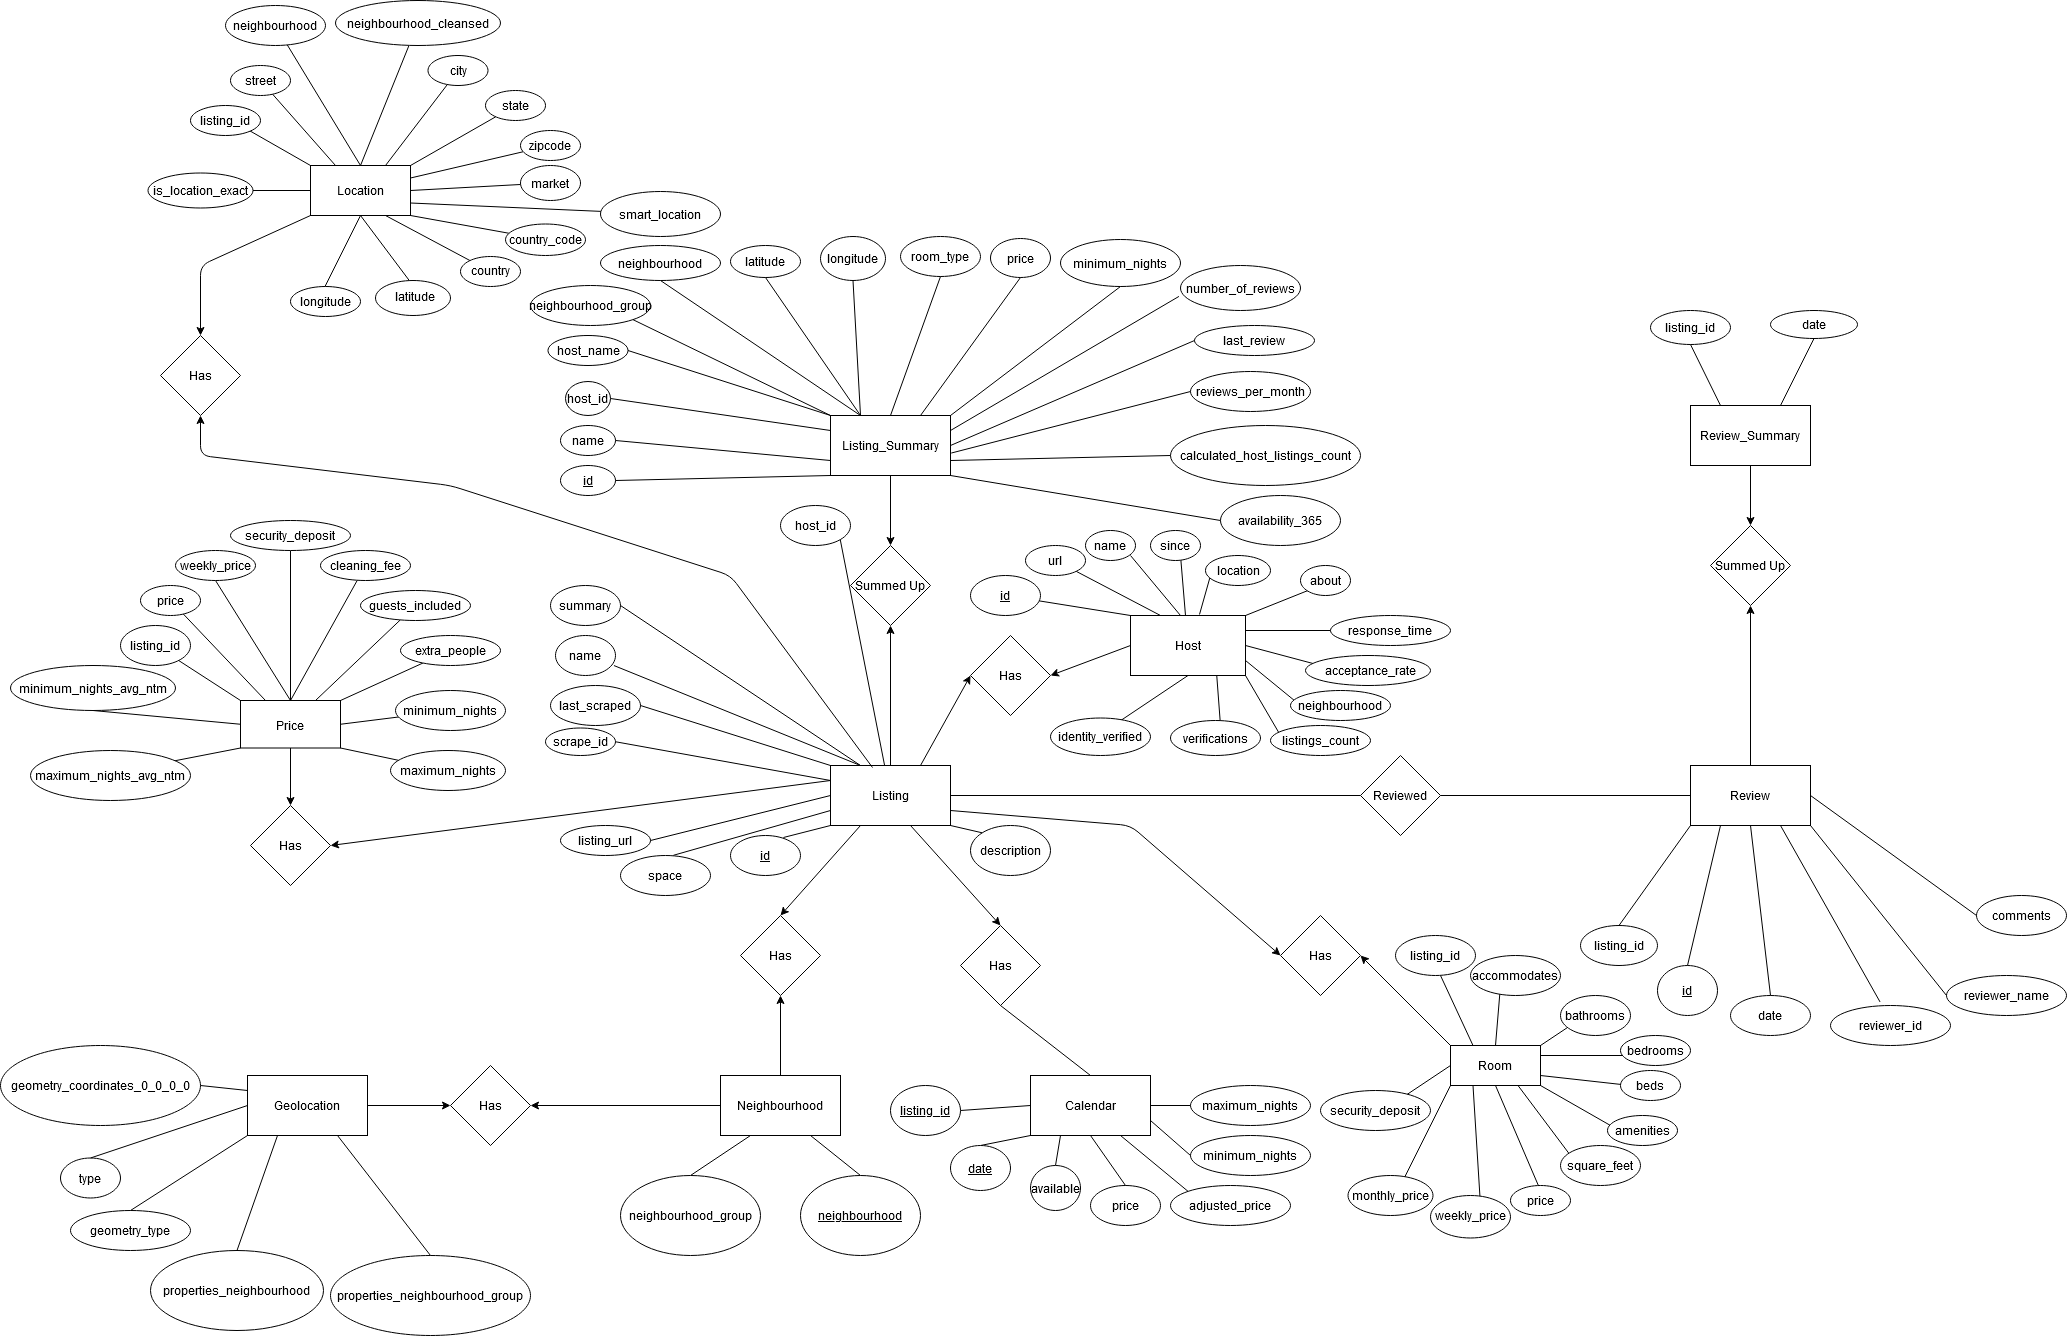 neighbourhood
neighbourhood_cleansed
street
city
listing_id
state
zipcode
is_location_exact
Location
market
smart_location
country_code
country
longitude
latitude
Has
neighbourhood
latitude
longitude
room_type
price
minimum_nights
neighbourhood_group
number_of_reviews
host_name
last_review
host_id
reviews_per_month
name
Listing_Summary
calculated_host_listings_count
id
availability_365
listing_id
date
Review_Summary
Summed Up
host_id
Summed Up
security_deposit
weekly_price
cleaning_fee
price
guests_included
listing_id
extra_people
minimum_nights_avg_ntm
minimum_nights
Price
maximum_nights_avg_ntm
maximum_nights
Has
summary
name
last_scraped
scrape_id
Listing
listing_url
space
id
description
url
name
since
location
about
id
Host
response_time
acceptance_rate
neighbourhood
listings_count
verifications
identity_verified
Has
Reviewed
Review
comments
listing_id
id
date
reviewer_id
reviewer_name
Has
Has
Has
listing_id
accommodates
bathrooms
bedrooms
Room
beds
security_deposit
amenities
square_feet
monthly_price
weekly_price
price
geometry_coordinates_0_0_0_0
Geolocation
Has
Neighbourhood
type
geometry_type
properties_neighbourhood
properties_neighbourhood_group
neighbourhood_group
neighbourhood
listing_id
Calendar
maximum_nights
minimum_nights
date
available
price
adjusted_price